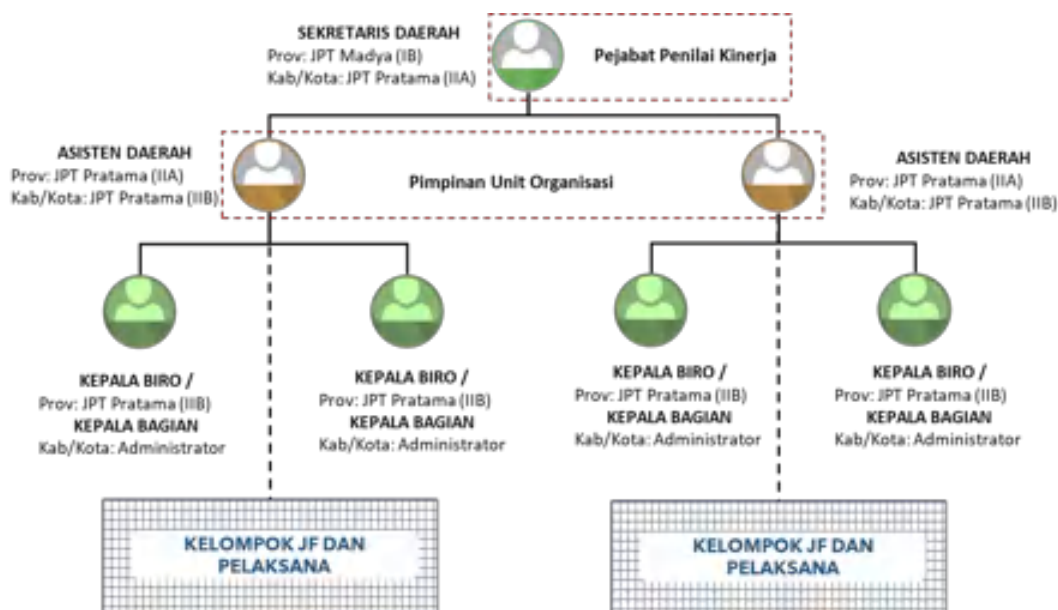 SEKRETARIS DAERAH
Prov: JPT Madya (IB)
Kab/Kota: JPT Pratama (IIA)
Pejabat Penilai Kinerja
ASISTEN DAERAH
Prov: JPT Pratama (IIA)
Kab/Kota: JPT Pratama (IIB)
Pimpinan Unit Organisasi
ASISTEN DAERAH
Prov: JPT Pratama (IIA)
Kab/Kota: JPT Pratama (IIB)
KEPALA BIRO /
Prov: JPT Pratama (IIB)
KEPALA BAGIAN
Kab/Kota: Administrator
KEPALA BIRO /
Prov: JPT Pratama (IIB)
KEPALA BAGIAN
Kab/Kota: Administrator
KEPALA BIRO /
Prov: JPT Pratama (IIB)
KEPALA BAGIAN
Kab/Kota: Administrator
KEPALA BIRO /
Prov: JPT Pratama (IIB)
KEPALA BAGIAN
Kab/Kota: Administrator
KELOMPOK JF DAN
PELAKSANA
KELOMPOK JF DAN
PELAKSANA